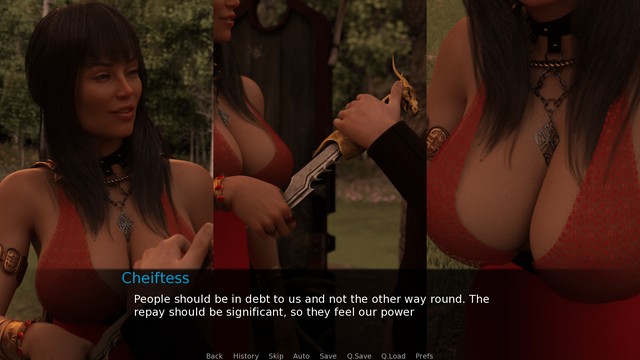 Cheiftess
People should be in debt to us and not the other way round. The
repay should be significant, so they feel our power
Back History Skip Auto Save Q.Save Q.Load Prefs